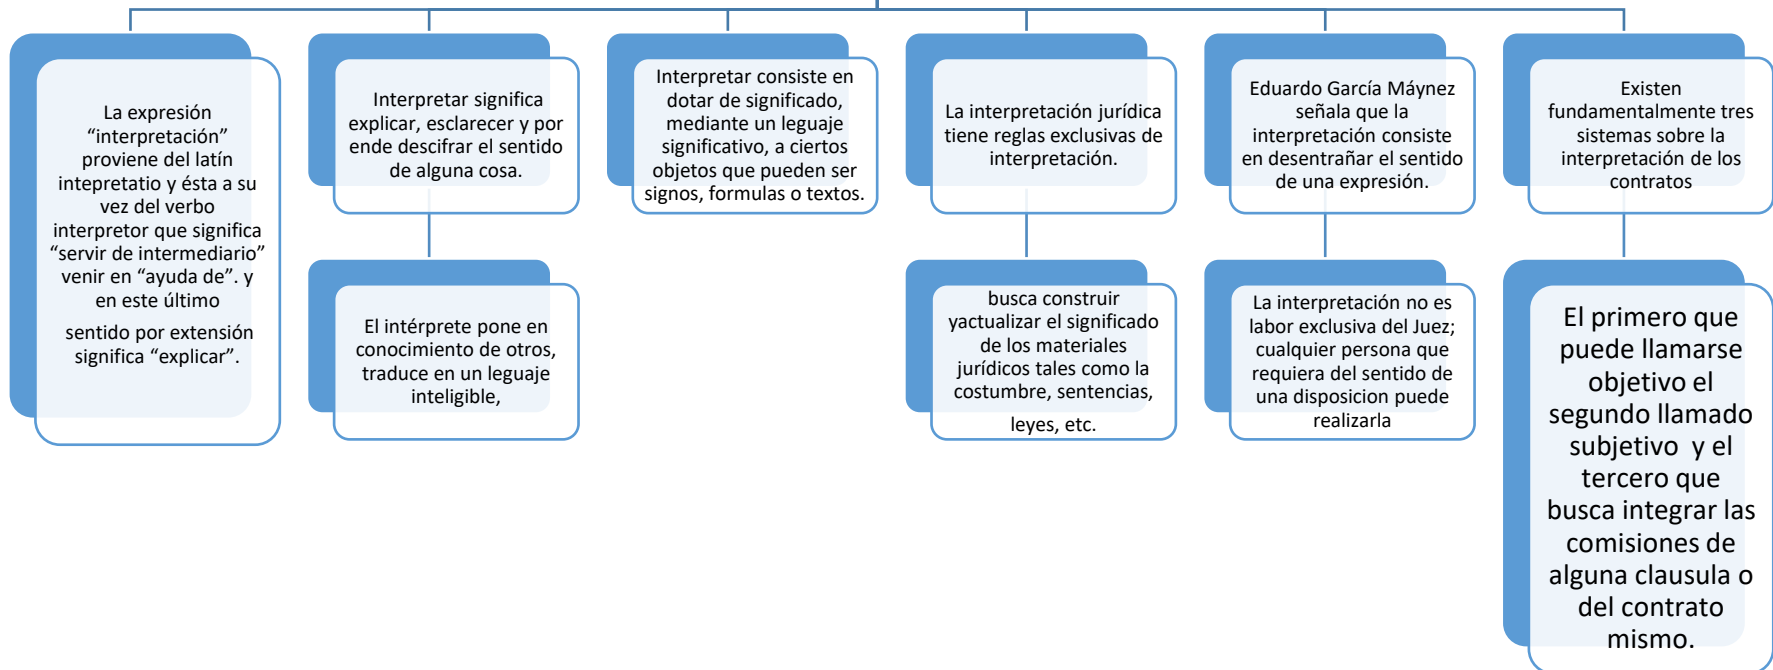 La expresión
“interpretación”
proviene del latín
intepretatio y ésta a su
vez del verbo
interpretor que significa
“servir de intermediario”
venir en “ayuda de”. y
en este último
sentido por extensión
significa “explicar”.
Interpretar significa
explicar, esclarecer y por
ende descifrar el sentido
de alguna cosa.
El intérprete pone en
conocimiento de otros,
traduce en un leguaje
inteligible,
Interpretar consiste en
dotar de significado,
mediante un leguaje
significativo, a ciertos
objetos que pueden ser
signos, formulas o textos.
La interpretación jurídica
tiene reglas exclusivas de
interpretación.
busca construir
yactualizar el significado
de los materiales
jurídicos tales como la
costumbre, sentencias,
leyes, etc.
Eduardo García Máynez
señala que la
interpretación consiste
en desentrañar el sentido
de una expresión.
La interpretación no es
labor exclusiva del Juez;
cualquier persona que
requiera del sentido de
una disposicion puede
realizarla
Existen
fundamentalmente tres
sistemas sobre la
interpretación de los
contratos
El primero que
puede llamarse
objetivo el
segundo llamado
subjetivo y el
tercero que
busca integrar las
comisiones de
alguna clausula o
del contrato
mismo.